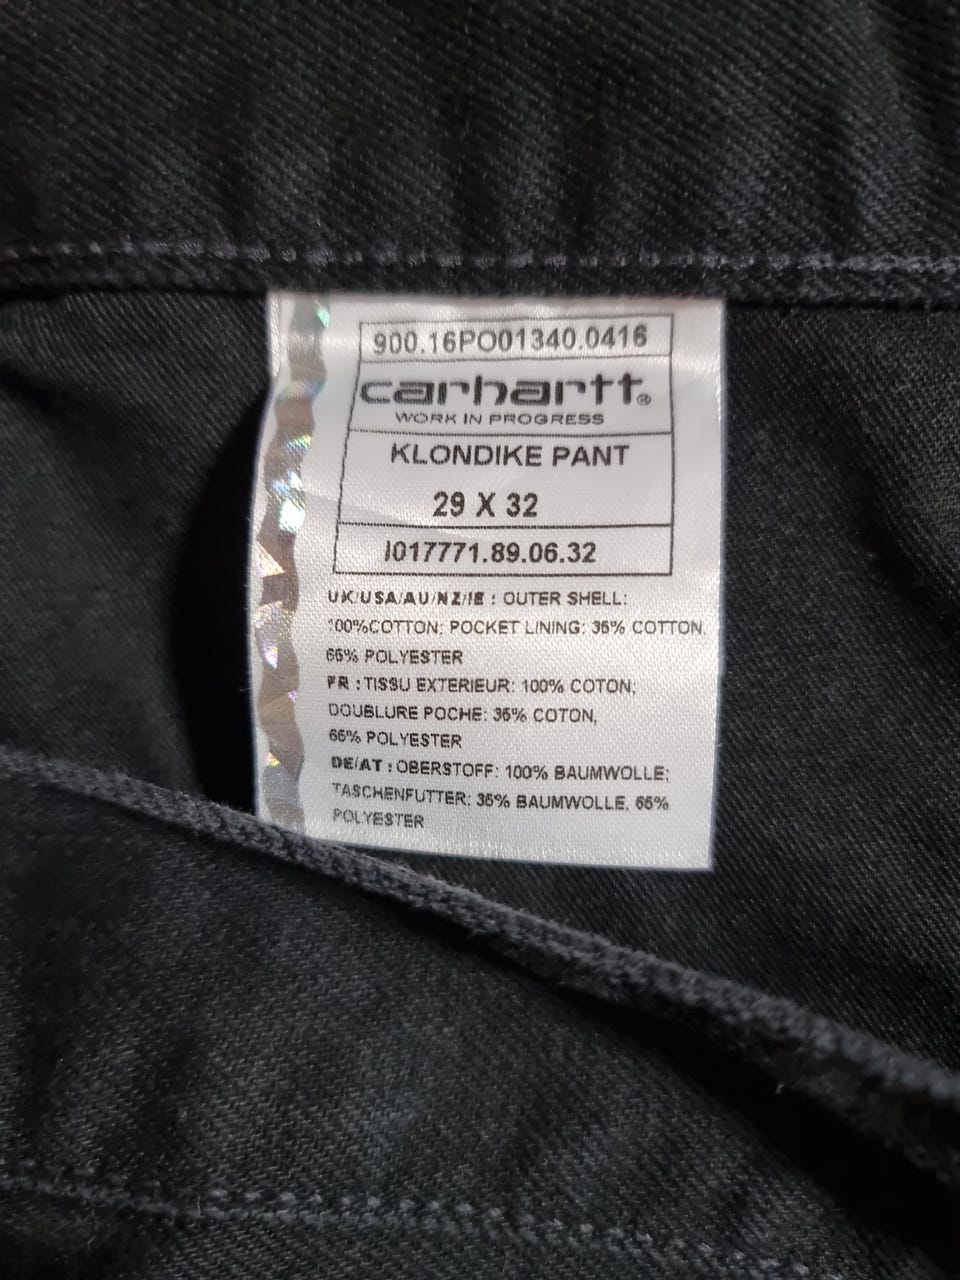 900.16PO01340.0416
carhartt®
WORK IN PROGRESS
KLONDIKE PANT
29 X 32
I017771.89.06.32
UK/USA/AU/NZ/IE : OUTER SHELL:
100%COTTON; POCKET LINING: 35% COTTON,
65% POLYESTER
FR : TISSU EXTERIEUR: 100% COTON;
DOUBLURE POCHE: 35% COTON,
65% POLYESTER
DE/AT : OBERSTOFF: 100% BAUMWOLLE;
TASCHENFUTTER: 35% BAUMWOLLE, 65%
POLYESTER